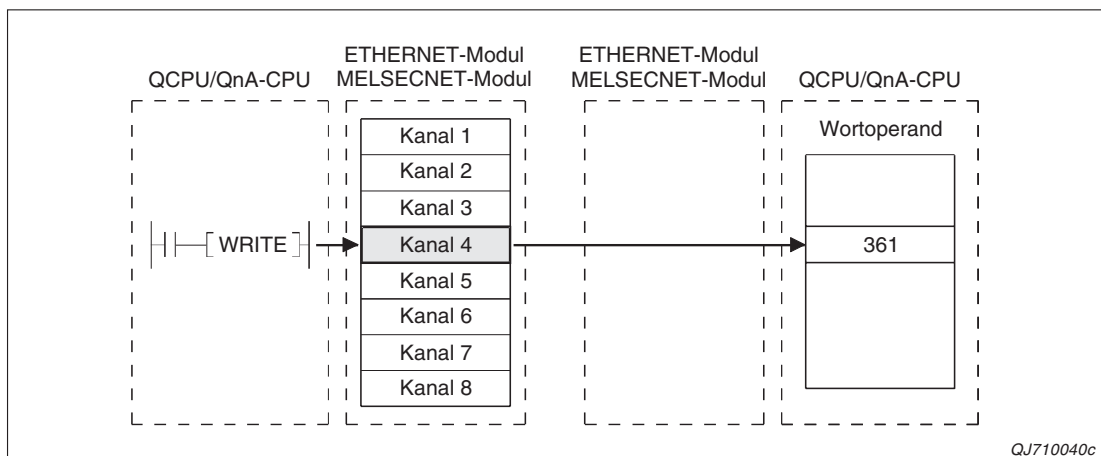 QCPU/QnA-CPU
ETHERNET-Modul
MELSECNET-Modul
ETHERNET-Modul
MELSECNET-Modul
QCPU/QnA-CPU
Kanal 1
Kanal 2
Kanal 3
WRITE
Kanal 4
Kanal 5
Kanal 6
Kanal 7
Kanal 8
Wortoperand
361
QJ710040c